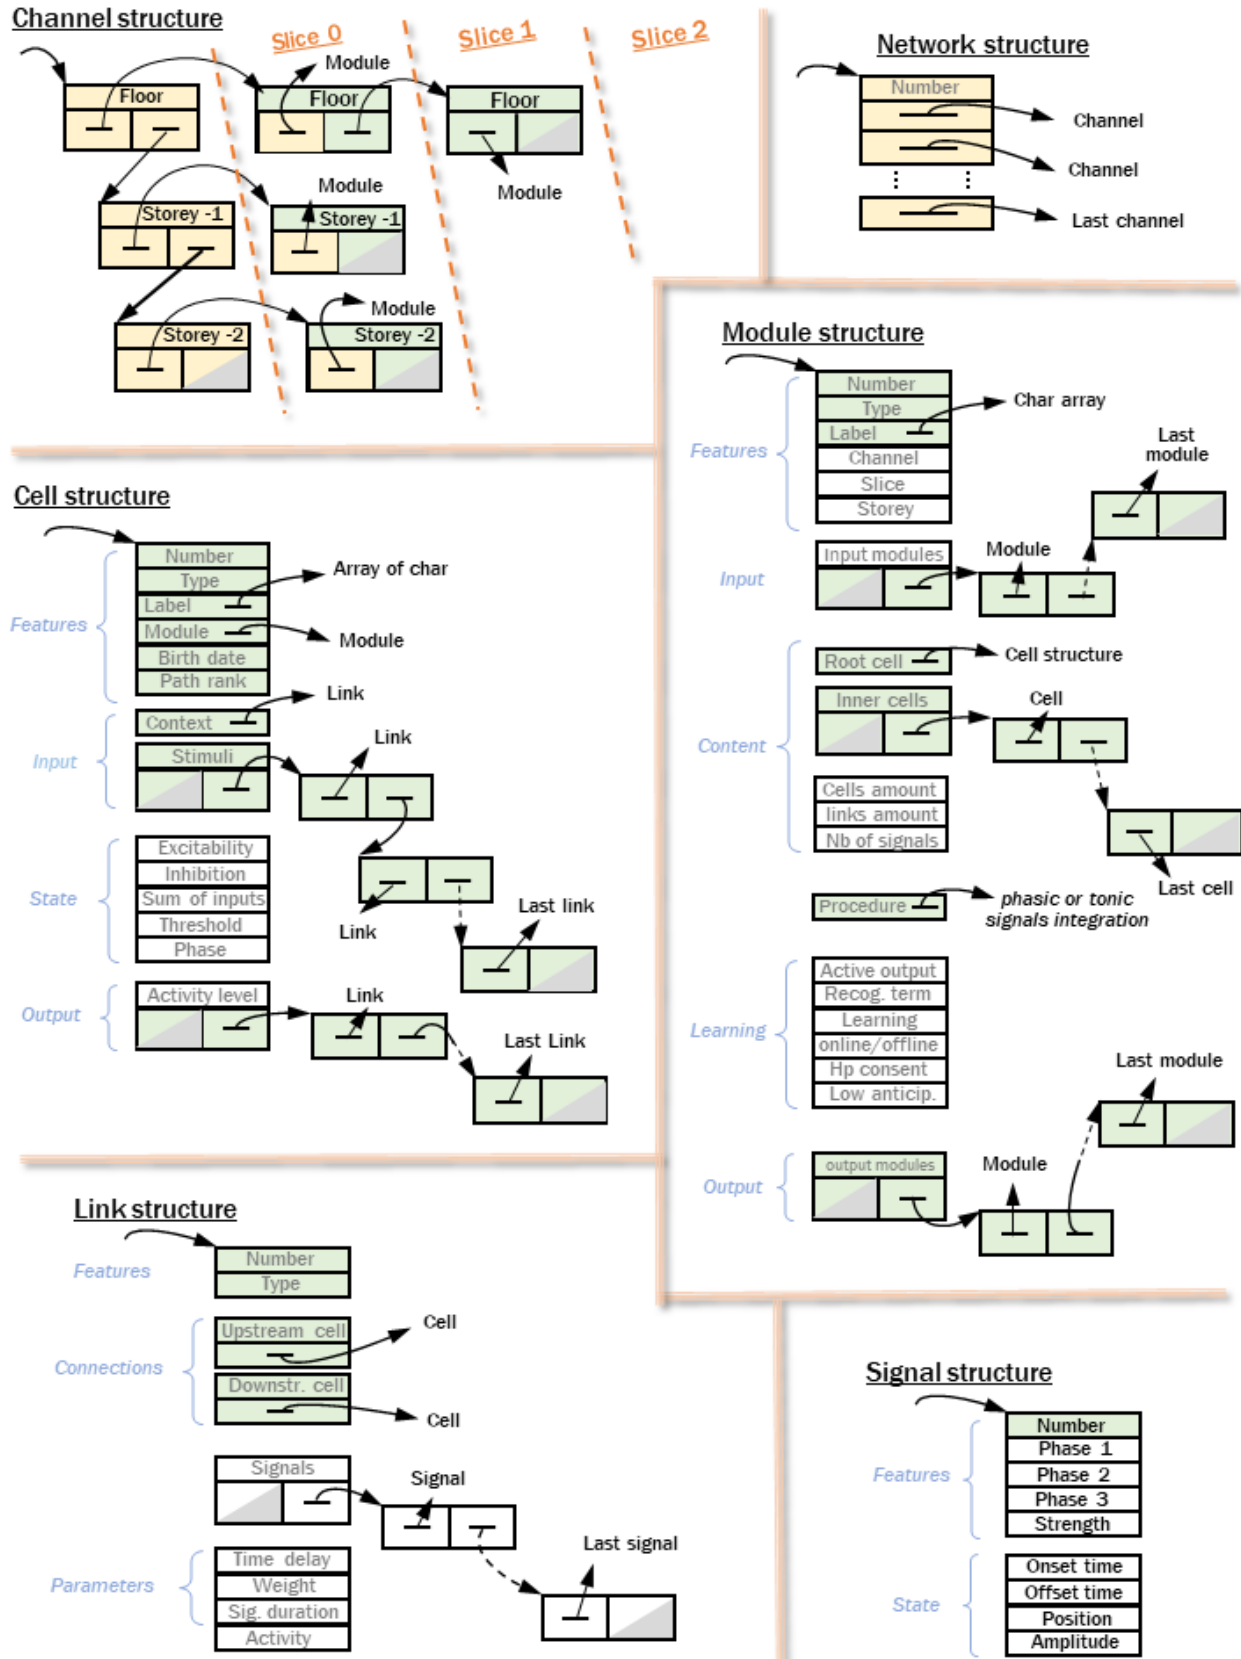 Channel structure
Slice 0
Slice 1
Slice 2
Module
Floor
Floor
Floor
Module
Module
Storey -1
Storey -1
Module
Storey -2
Storey -2
Network structure
Number
Channel
Channel
Last channel
Module structure
Number
Type
Label
Char array
Features
Channel
Slice
Storey
Last
module
Input
Input modules
Module
Root cell
Cell structure
Inner cells
Cell
Content
Cells amount
links amount
Nb of signals
Last cell
Procedure
phasic or tonic
signals integration
Active output
Recog. term
Learning
Learning
online/offline
Hp consent
Low anticip.
Last module
Output
output modules
Module
Cell structure
Number
Type
Label
Array of char
Features
Module
Module
Birth date
Path rank
Link
Context
Input
Stimuli
Link
Excitability
Inhibition
State
Sum of inputs
Threshold
Phase
Link
Last link
Output
Activity level
Link
Last Link
Link structure
Features
Number
Type
Upstream cell
Cell
Connections
Downstr. cell
Cell
Signals
Signal
Last signal
Parameters
Time delay
Weight
Sig. duration
Activity
Signal structure
Number
Phase 1
Features
Phase 2
Phase 3
Strength
Onset time
Offset time
State
Position
Amplitude